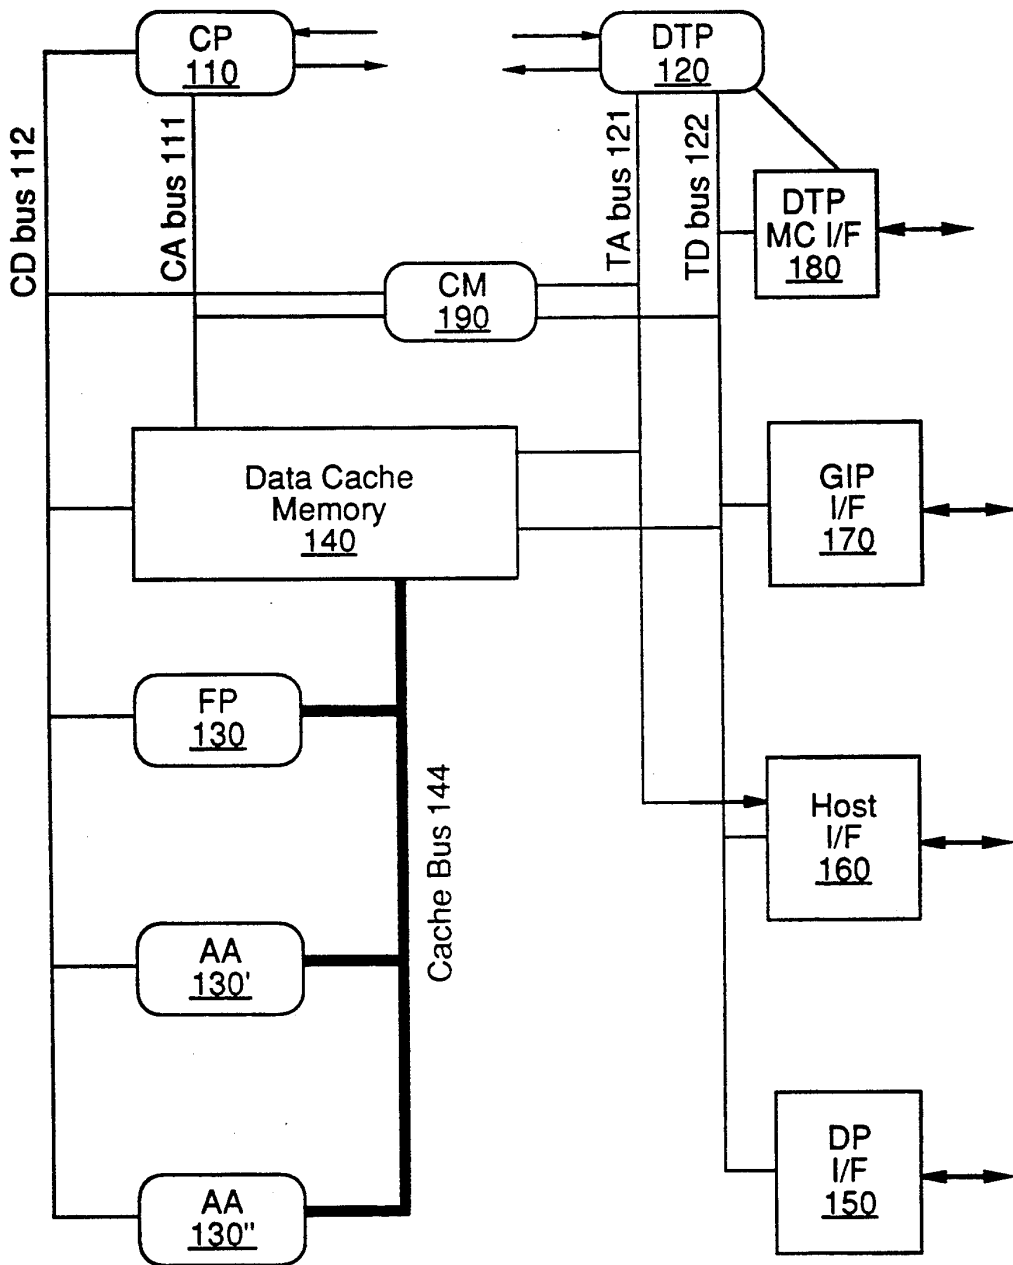 CP
110
DTP
120
CD bus 112
CA bus 111
TA bus 121
TD bus 122
DTP
MC I/F
180
CM
190
Data Cache
Memory
140
GIP
I/F
170
FP
130
Cache Bus 144
Host
I/F
160
AA
130'
DP
I/F
150
AA
130"